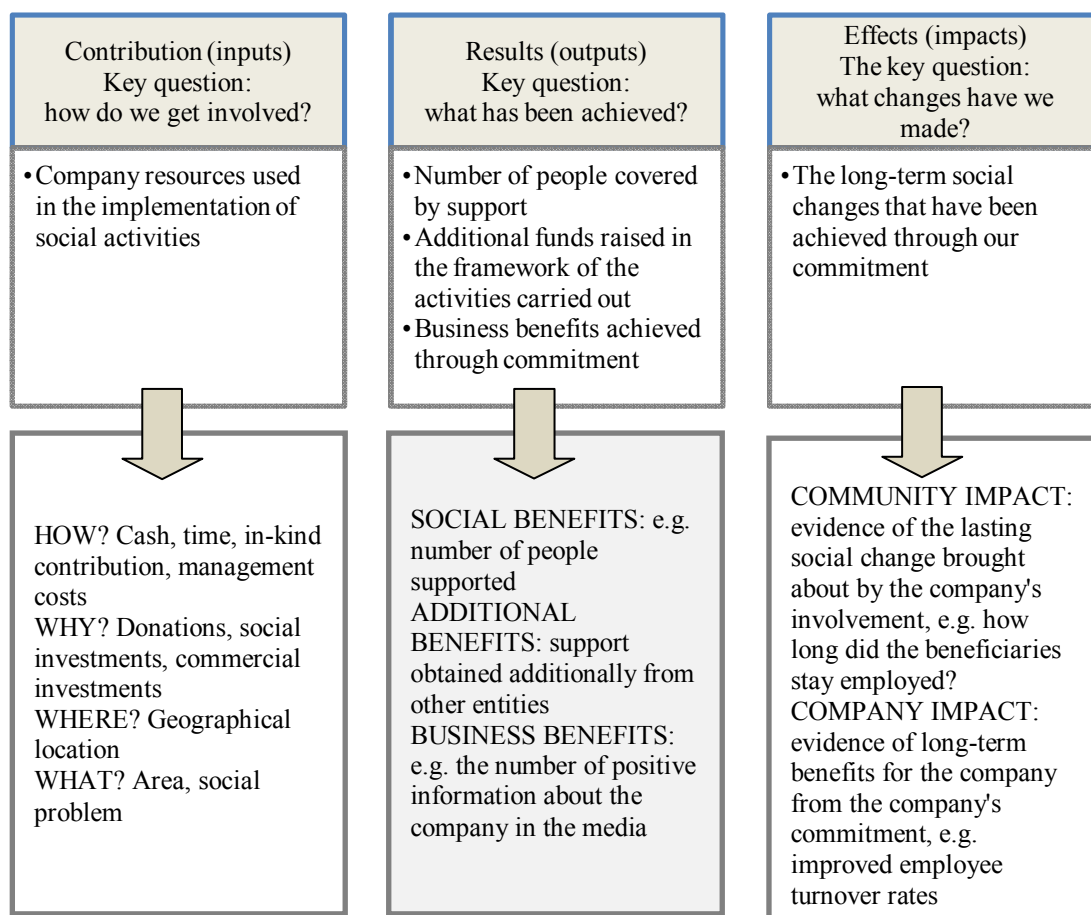 Contribution (inputs)
Key question:
how do we get involved?
•Company resources used
in the implementation of
social activities
HOW? Cash, time, in-kind
contribution, management
costs
WHY? Donations, social
investments, commercial
investments
WHERE? Geographical
location
WHAT? Area, social
problem
Results (outputs)
Key question:
what has been achieved?
•Number of people covered
by support
•Additional funds raised in
the framework of the
activities carried out
•Business benefits achieved
through commitment
SOCIAL BENEFITS: e.g.
number of people
supported
ADDITIONAL
BENEFITS: support
obtained additionally from
other entities
BUSINESS BENEFITS:
e.g. the number of positive
information about the
company in the media
Effects (impacts)
The key question:
what changes have we
made?
•The long-term social
changes that have been
achieved through our
commitment
COMMUNITY IMPACT:
evidence of the lasting
social change brought
about by the company's
involvement, e.g. how
long did the beneficiaries
stay employed?
COMPANY IMPACT:
evidence of long-term
benefits for the company
from the company's
commitment, e.g.
improved employee
turnover rates